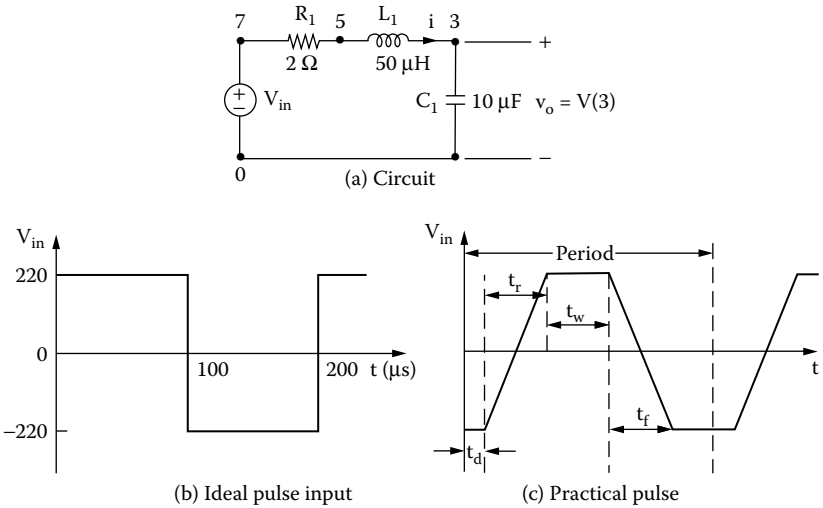 7 R1 5 L1 i 3
+
2 Ω 50 μH
+
−
Vin
C1 10 μF vo = V(3)
−
0
(a) Circuit
Vin
220
0
100 200 t (μs)
−220
(b) Ideal pulse input
Vin
Period
tr
tw
t
tf
td
(c) Practical pulse